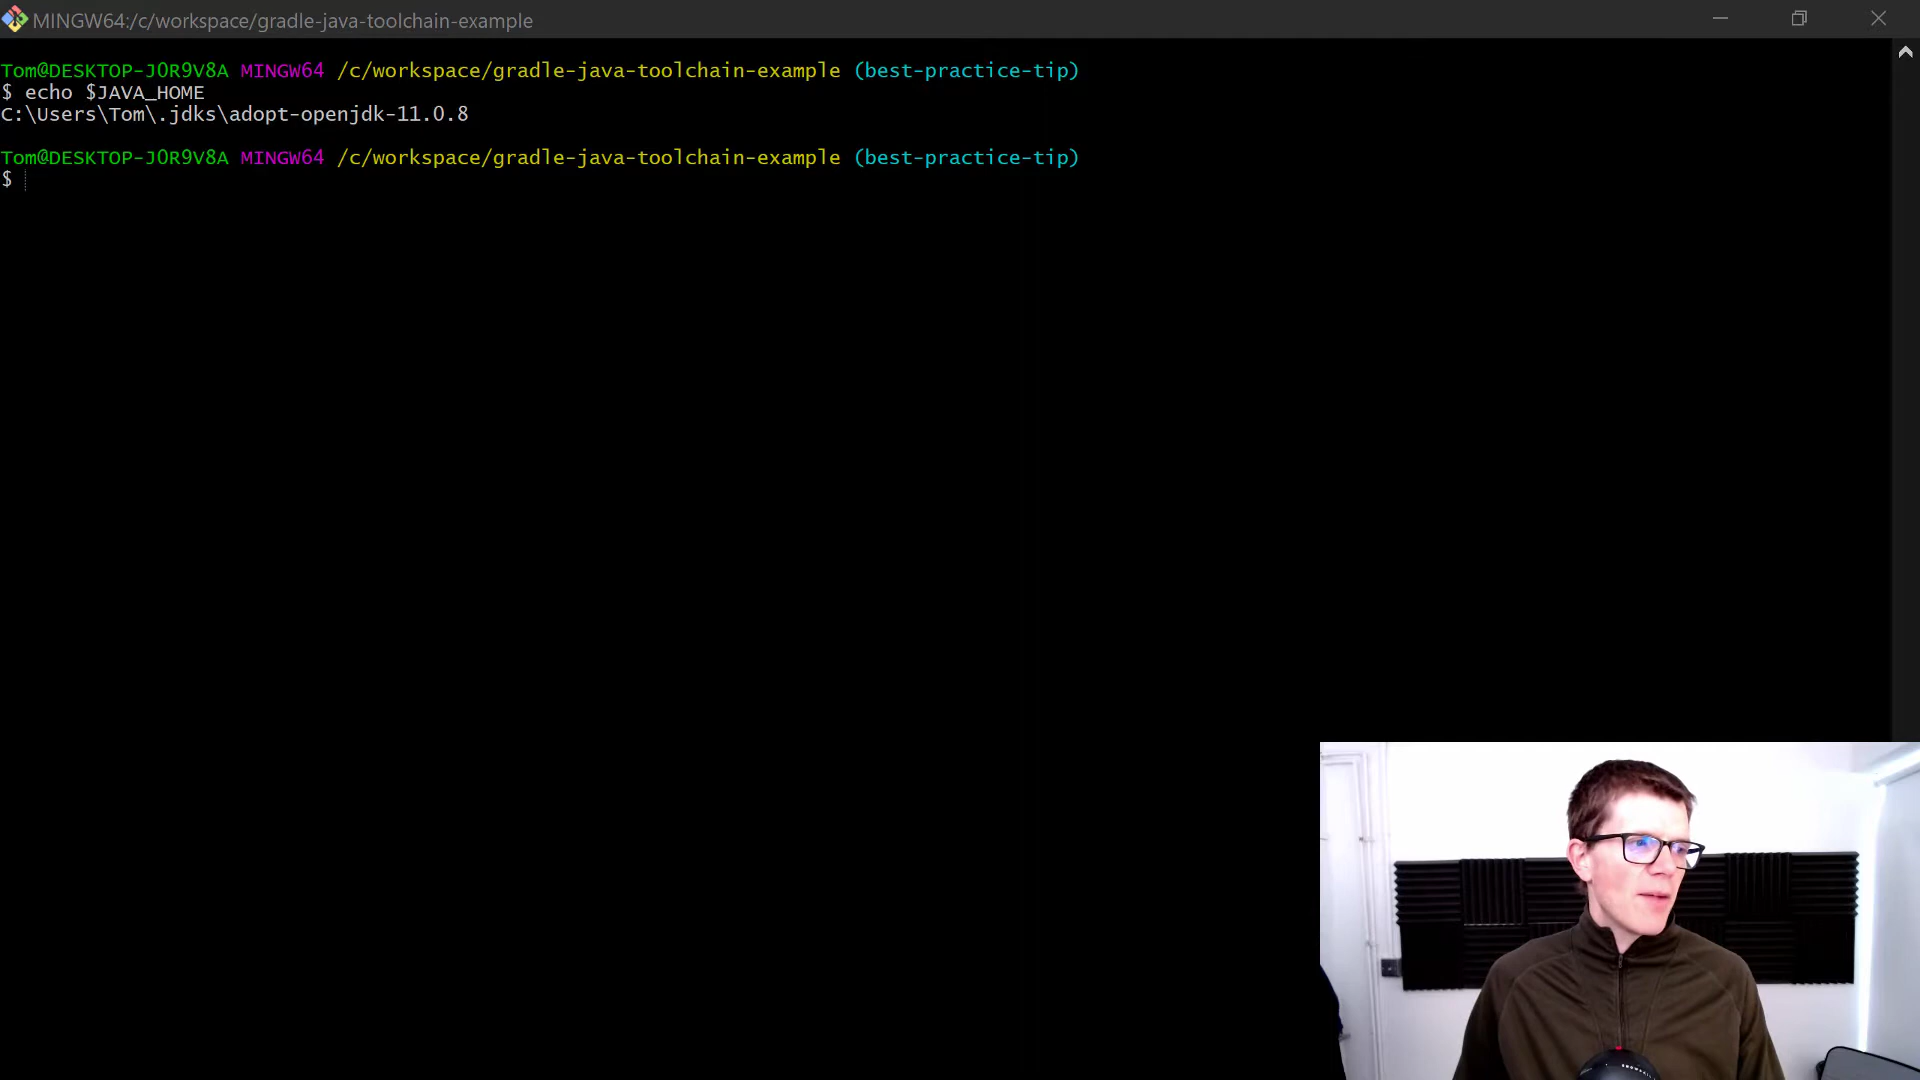 MINGW64:/c/workspace/gradle-java-toolchain-example
Tom@DESKTOP-J0R9V8A MINGW64 /c/workspace/gradle-java-toolchain-example (best-practice-tip)
$ echo $JAVA_HOME
C:\Users\Tom\.jdks\adopt-openjdk-11.0.8
Tom@DESKTOP-J0R9V8A MINGW64 /c/workspace/gradle-java-toolchain-example (best-practice-tip)
$